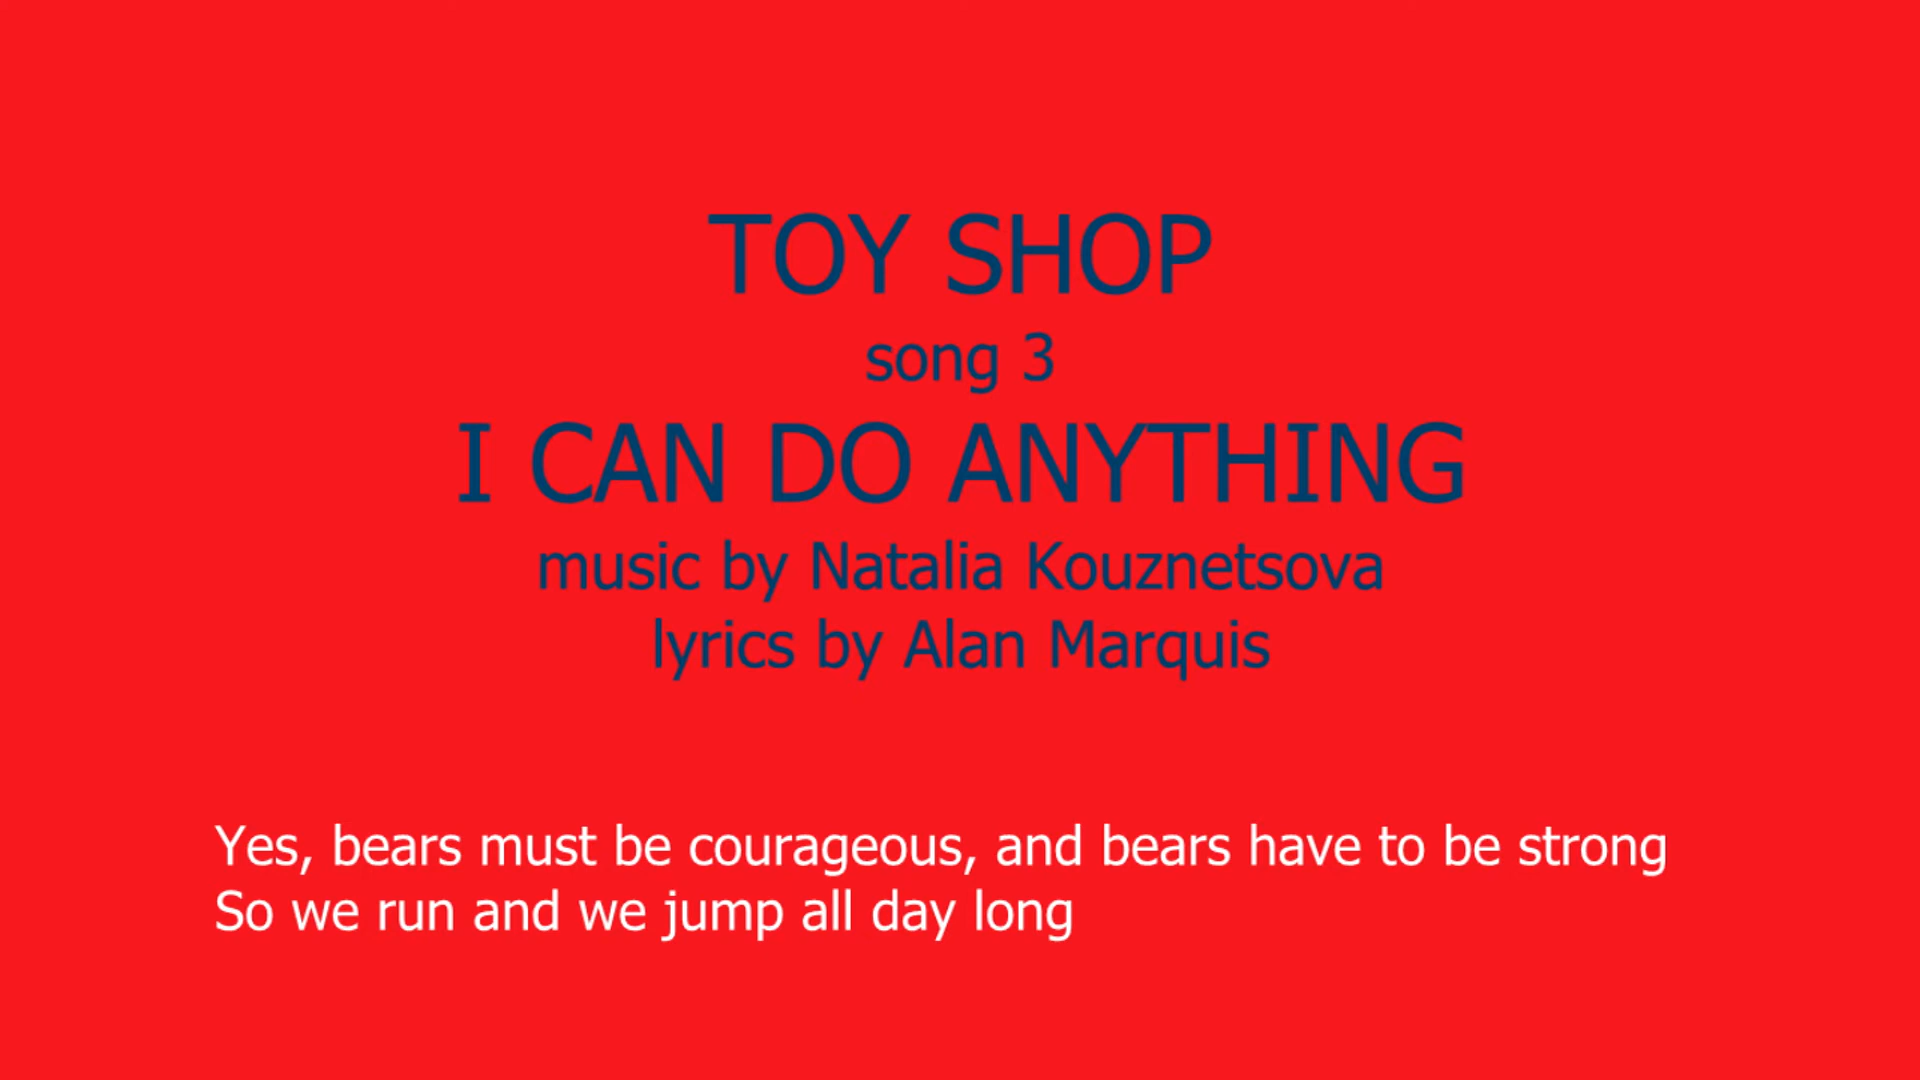 TOY SHOP
song 3
I CAN DO ANYTHING
music by Natalia Kouznetsova
lyrics by Alan Marquis
Yes, bears must be courageous, and bears have to be strong
So we run and we jump all day long